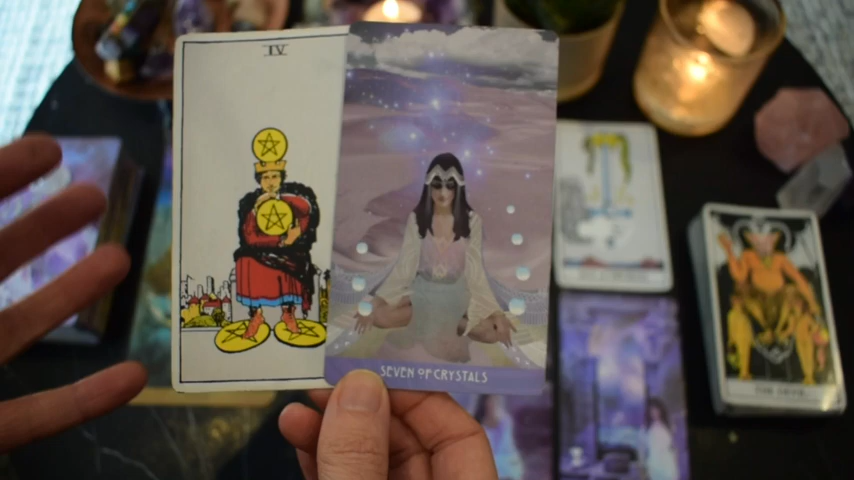 IV
SEVEN OF CRYSTALS
THE DEVIL